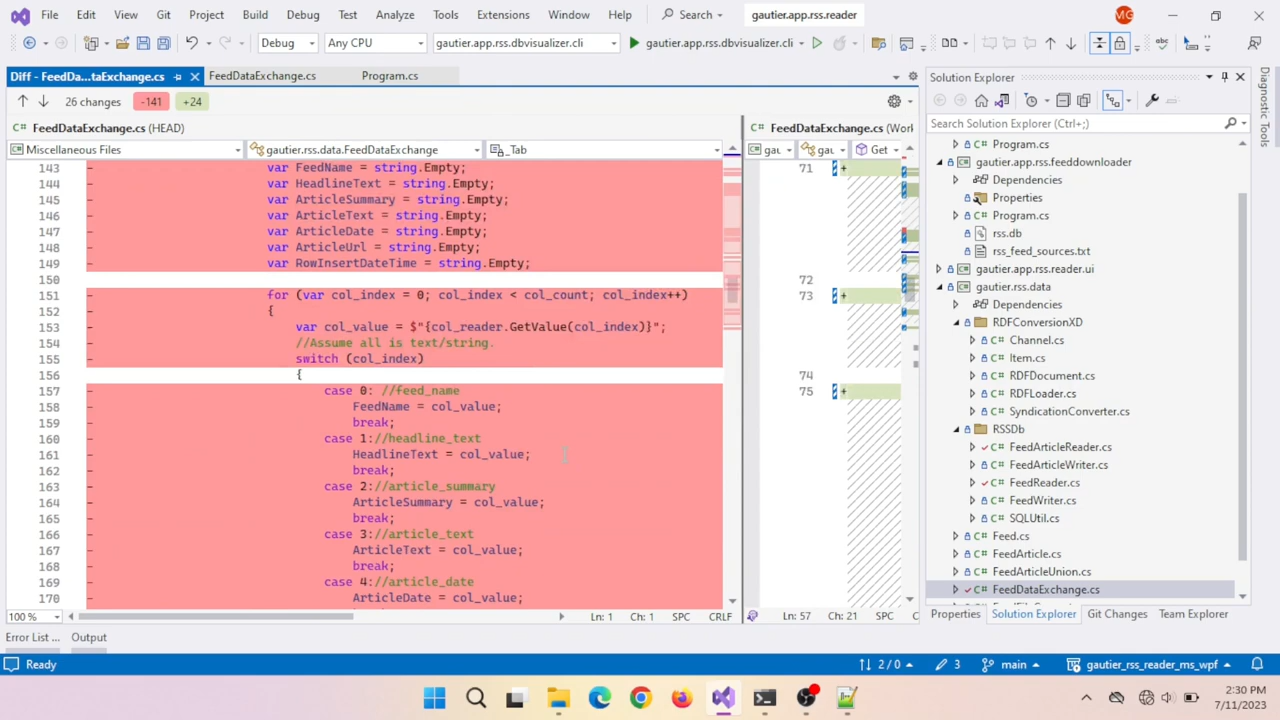 File Edit View Git Project Build Debug Test Analyze Tools Extensions Window Help Search gautier.app.rss.reader MG
Debug Any CPU gautier.app.rss.dbvisualizer.cli gautier.app.rss.dbvisualizer.cli
Diff - FeedDa...taExchange.cs FeedDataExchange.cs Program.cs
26 changes -141 +24
C# FeedDataExchange.cs (HEAD)
C# FeedDataExchange.cs (Work
Miscellaneous Files gautier.rss.data.FeedDataExchange _Tab
gau gau Get
143 - var FeedName = string.Empty;
144 - var HeadlineText = string.Empty;
145 - var ArticleSummary = string.Empty;
146 - var ArticleText = string.Empty;
147 - var ArticleDate = string.Empty;
148 - var ArticleUrl = string.Empty;
149 - var RowInsertDateTime = string.Empty;
150
151 - for (var col_index = 0; col_index < col_count; col_index++)
152 - {
153 - var col_value = $"{col_reader.GetValue(col_index)}";
154 - //Assume all is text/string.
155 - switch (col_index)
156 {
157 - case 0: //feed_name
158 - FeedName = col_value;
159 - break;
160 - case 1://headline_text
161 - HeadlineText = col_value;
162 - break;
163 - case 2://article_summary
164 - ArticleSummary = col_value;
165 - break;
166 - case 3://article_text
167 - ArticleText = col_value;
168 - break;
169 - case 4://article_date
170 - ArticleDate = col_value;
71 +
72
73 +
74
75 +
100 % Ln: 1 Ch: 1 SPC CRLF
Ln: 57 Ch: 21 SPC C
Solution Explorer
Search Solution Explorer (Ctrl+;)
C# Program.cs
gautier.app.rss.feeddownloader
Dependencies
Properties
C# Program.cs
rss.db
rss_feed_sources.txt
gautier.app.rss.reader.ui
gautier.rss.data
Dependencies
RDFConversionXD
C# Channel.cs
C# Item.cs
C# RDFDocument.cs
C# RDFLoader.cs
C# SyndicationConverter.cs
RSSDb
C# FeedArticleReader.cs
C# FeedArticleWriter.cs
C# FeedReader.cs
C# FeedWriter.cs
C# SQLUtil.cs
C# Feed.cs
C# FeedArticle.cs
C# FeedArticleUnion.cs
C# FeedDataExchange.cs
Properties Solution Explorer Git Changes Team Explorer
Diagnostic Tools
Error List ... Output
Ready 2 / 0 3 main gautier_rss_reader_ms_wpf
2:30 PM
7/11/2023